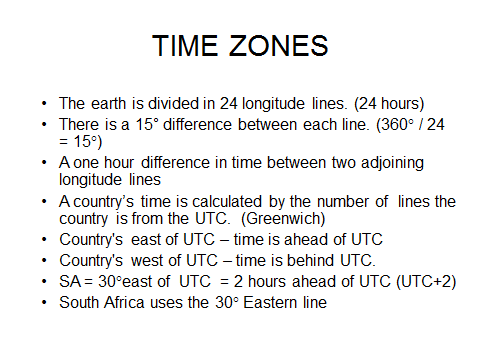 TIME ZONES
• The earth is divided in 24 longitude lines. (24 hours)
• There is a 15° difference between each line. (360° / 24
= 15°)
• A one hour difference in time between two adjoining
longitude lines
• A country’s time is calculated by the number of lines the
country is from the UTC. (Greenwich)
• Country's east of UTC – time is ahead of UTC
• Country's west of UTC – time is behind UTC.
• SA = 30°east of UTC = 2 hours ahead of UTC (UTC+2)
• South Africa uses the 30° Eastern line